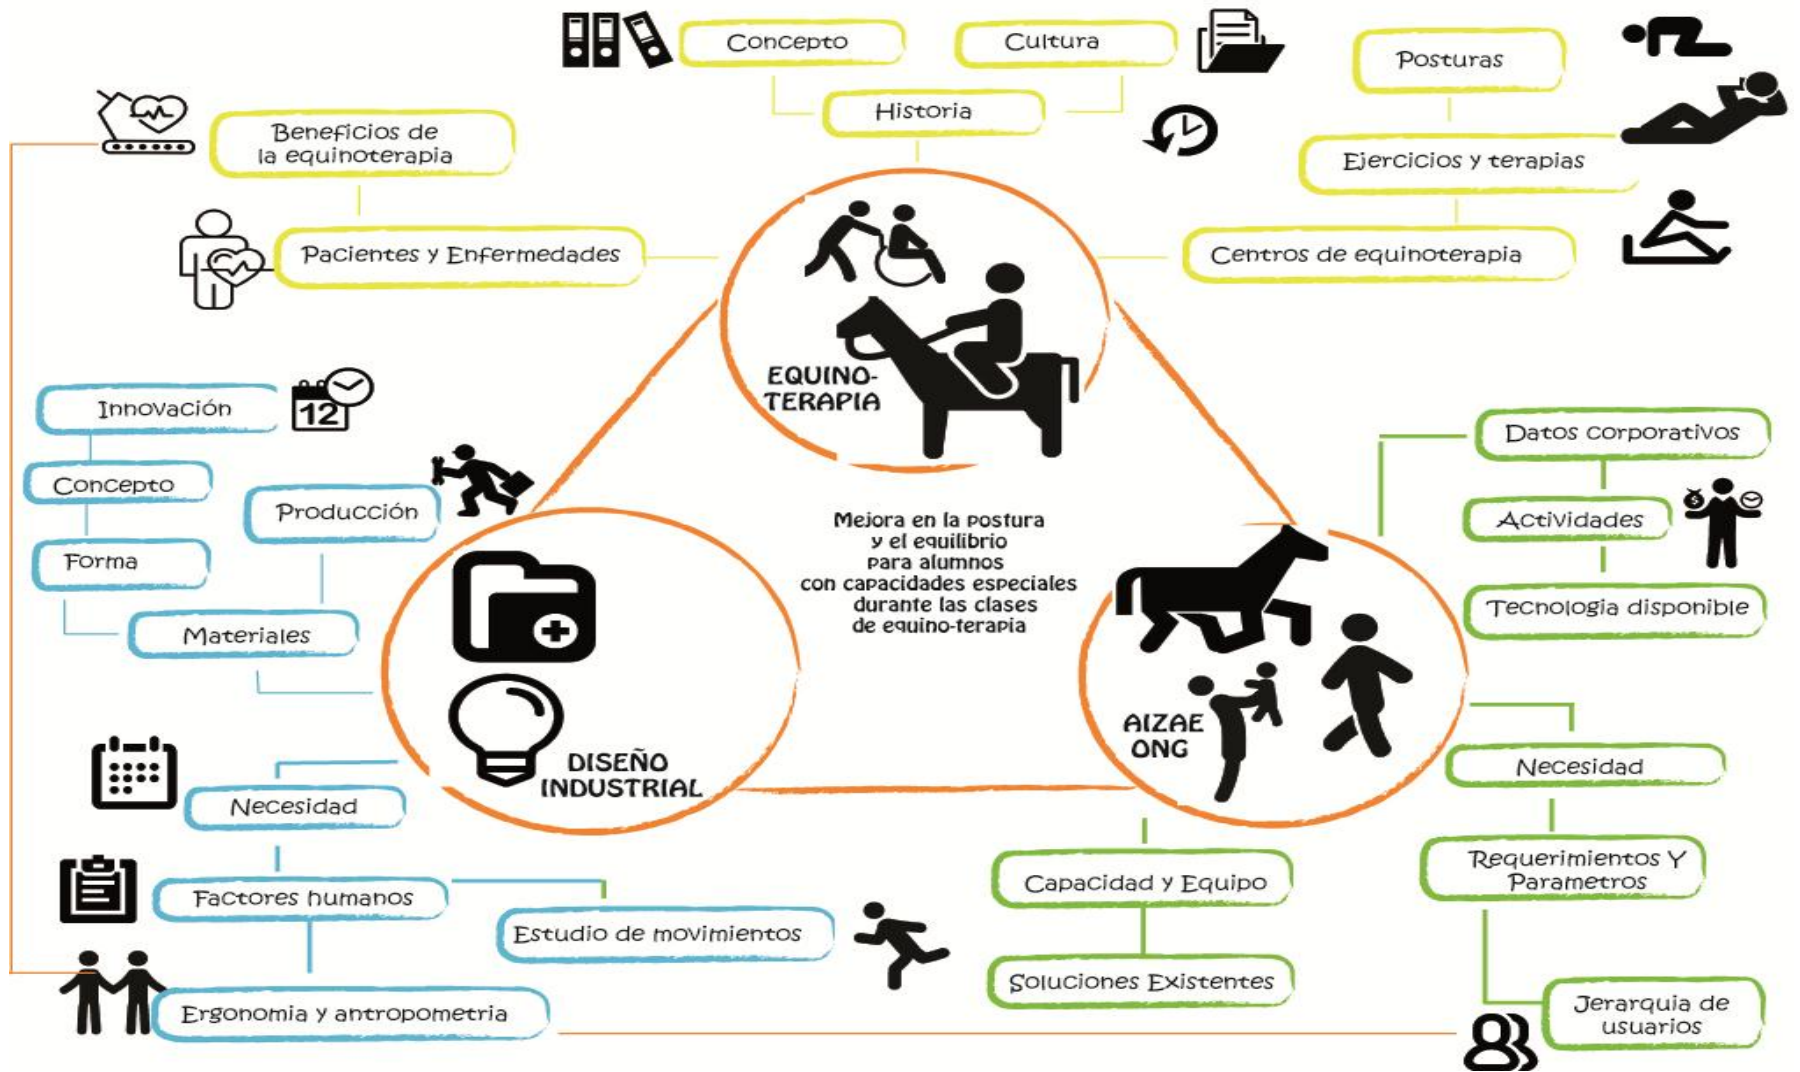 Concepto
Cultura
Historia
Posturas
Ejercicios y terapias
Centros de equinoterapia
Beneficios de
la equinoterapia
Pacientes y Enfermedades
EQUINO-
TERAPIA
Innovación
12
Concepto
Producción
Forma
Materiales
Mejora en la postura
y el equilibrio
para alumnos
con capacidades especiales
durante las clases
de equino-terapia
Datos corporativos
Actividades
$
Tecnologia disponible
DISEÑO
INDUSTRIAL
AIZAE
ONG
Necesidad
Factores humanos
Estudio de movimientos
Ergonomia y antropometria
Capacidad y Equipo
Soluciones Existentes
Necesidad
Requerimientos Y
Parametros
Jerarquia de
usuarios